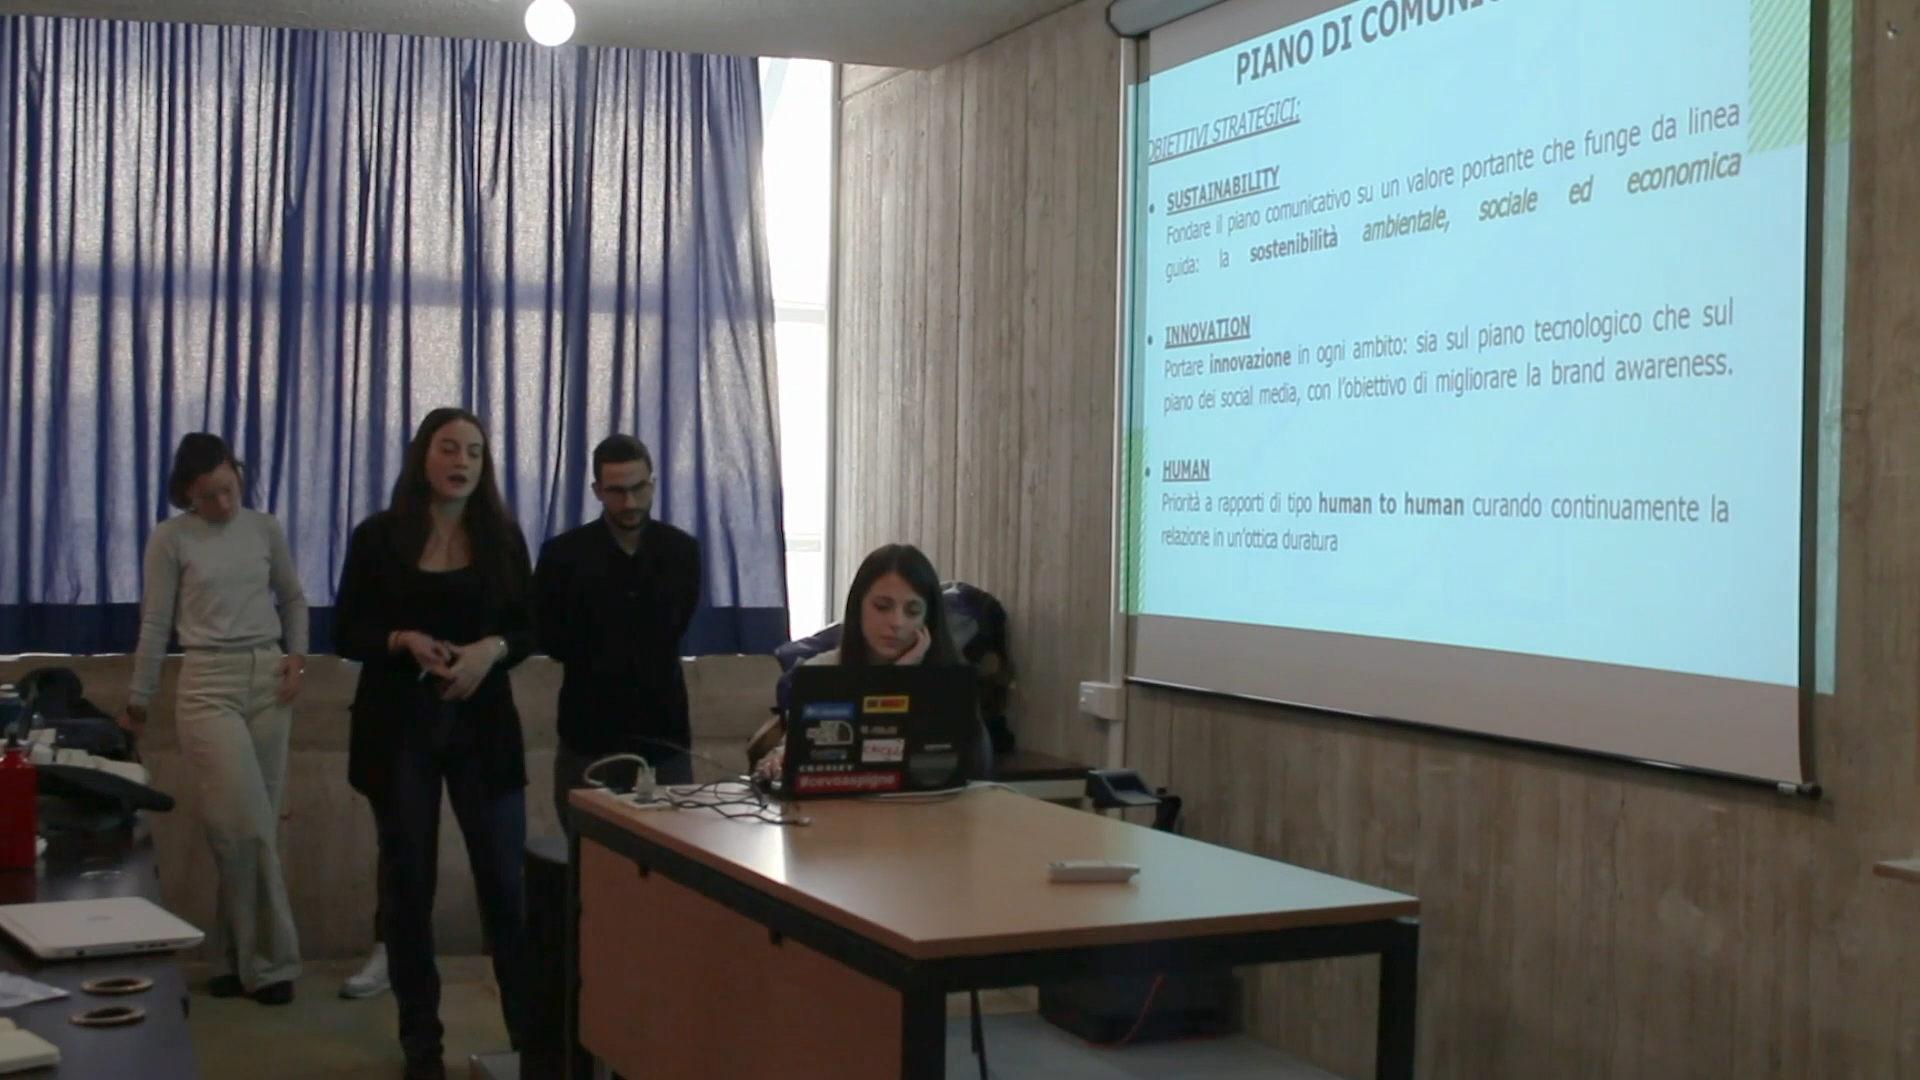 PIANO DI COMUNIC
OBIETTIVI STRATEGICI:
SUSTAINABILITY
Fondare il piano comunicativo su un valore portante che funge da linea
guida: la sostenibilità ambientale, sociale ed economica
INNOVATION
Portare innovazione in ogni ambito: sia sul piano tecnologico che sul
piano dei social media, con l'obiettivo di migliorare la brand awareness.
HUMAN
Priorità a rapporti di tipo human to human curando continuamente la
relazione in un'ottica duratura
CROSLEY
#cevoaspigne